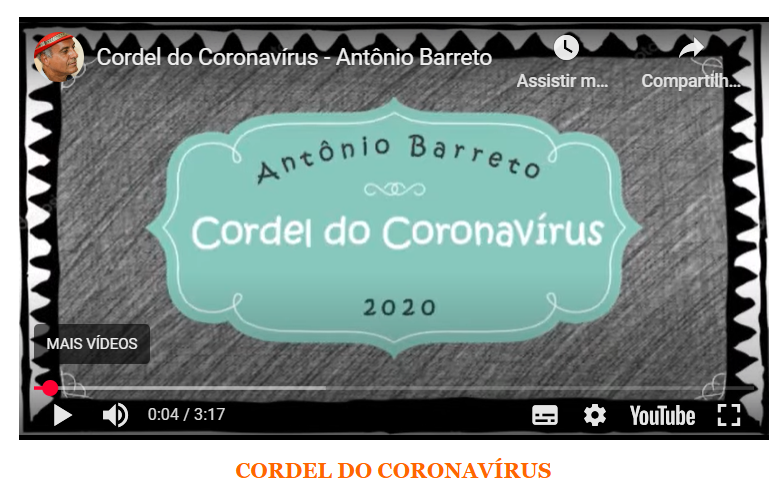 Cordel do Coronavírus - Antônio Barreto
Assistir m...
Compartilh...
Antônio Barreto
Cordel do Coronavírus
2020
MAIS VÍDEOS
0:04 / 3:17
YouTube
CORDEL DO CORONAVÍRUS